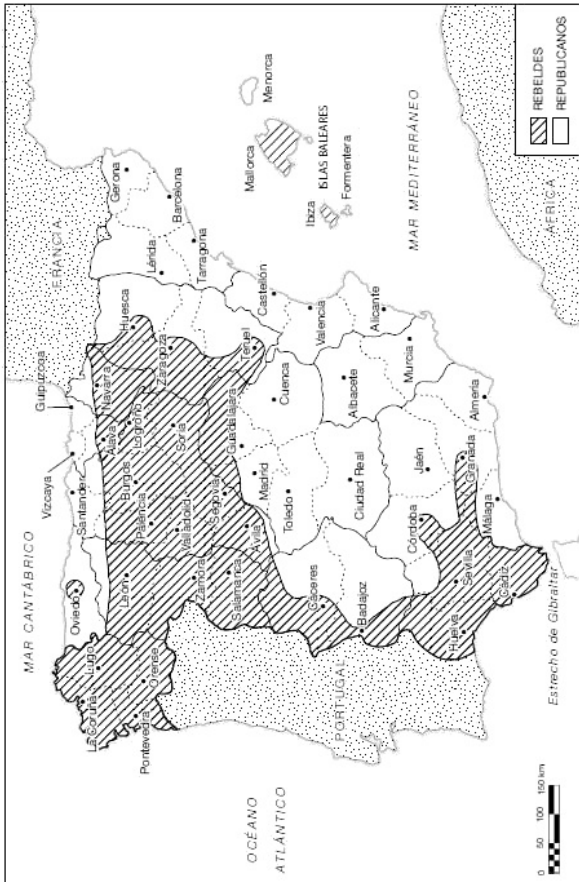 MAR CANTÁBRICO
OCÉANO
ATLÁNTICO
FRANCIA
PORTUGAL
La Coruña
Lugo
Pontevedra
Orense
Oviedo
Santander
Vizcaya
Guipúzcoa
Álava
Navarra
León
Palencia
Burgos
Logroño
Huesca
Lérida
Gerona
Barcelona
Tarragona
Zamora
Valladolid
Soria
Zaragoza
Salamanca
Segovia
Ávila
Guadalajara
Teruel
Madrid
Castellón
Cáceres
Toledo
Cuenca
Valencia
Badajoz
Ciudad Real
Albacete
Alicante
Murcia
Córdoba
Jaén
Huelva
Sevilla
Granada
Almería
Málaga
Cádiz
Estrecho de Gibraltar
Menorca
Mallorca
ISLAS BALEARES
Ibiza
Formentera
MAR MEDITERRÁNEO
ÁFRICA
0 50 100 150 km
REBELDES
REPUBLICANOS